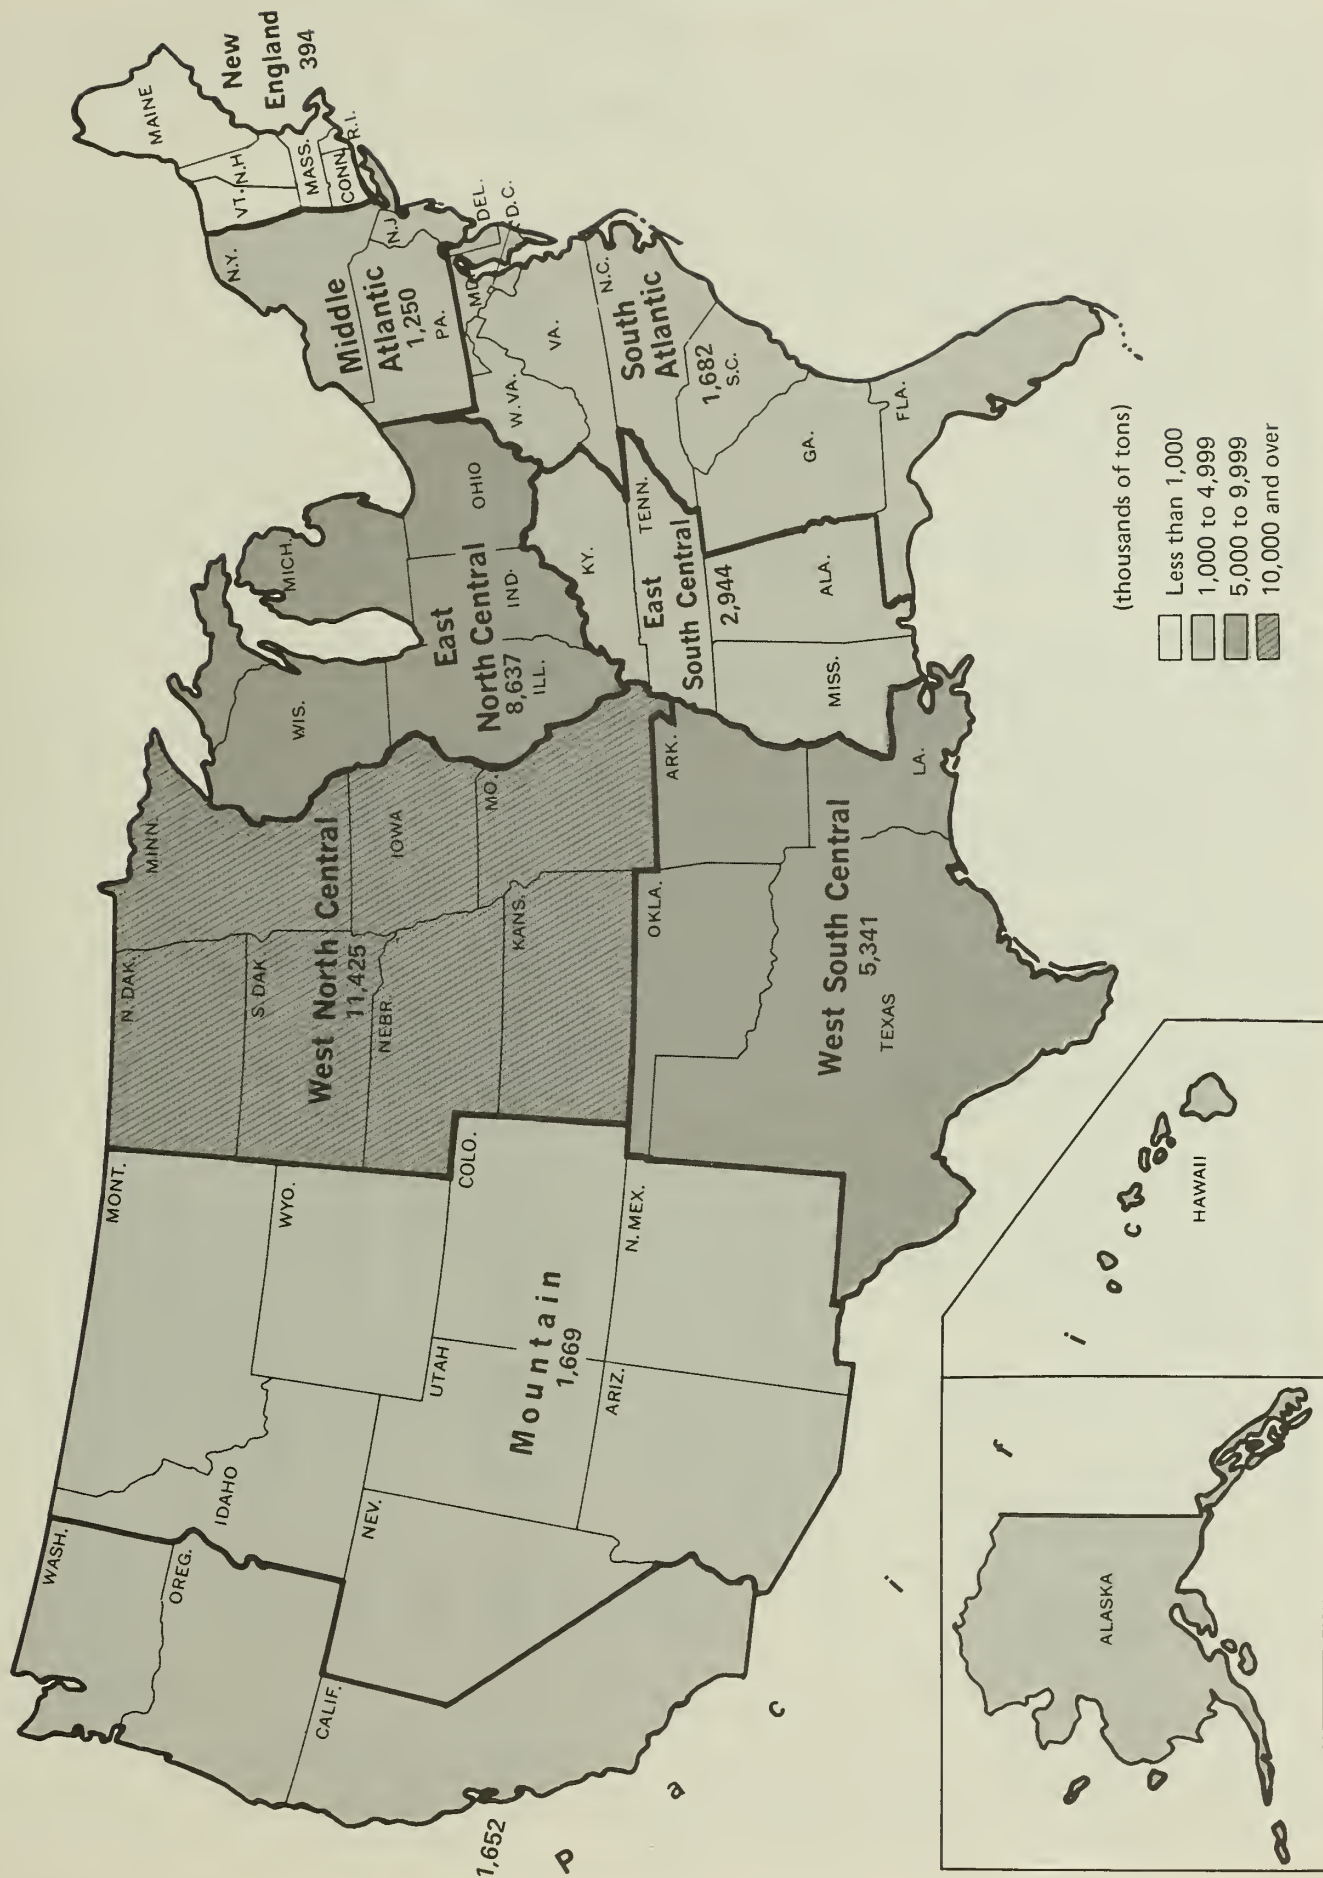 MAINE
New
England
394
VT.
N.H
MASS.
CONN.
R.I.
N.Y.
N.J
Middle
Atlantic
1,250
PA.
MD.
DEL.
D.C.
W.VA.
VA.
N.C.
South
Atlantic
1,682
S.C.
GA.
FLA.
MICH.
OHIO
WIS.
East
North Central
8,637
IND.
ILL.
KY.
TENN.
East
South Central
2,944
ALA.
MISS.
MINN.
IOWA
MO.
N. DAK.
S. DAK
West North Central
11,425
NEBR.
KANS.
ARK.
LA.
OKLA.
West South Central
5,341
TEXAS
MONT.
WYO.
COLO.
N. MEX.
UTAH
Mountain
1,669
ARIZ.
IDAHO
NEV.
WASH.
OREG.
CALIF.
1,652
P a c i f i c
ALASKA
HAWAII
(thousands of tons)
Less than 1,000
1,000 to 4,999
5,000 to 9,999
10,000 and over